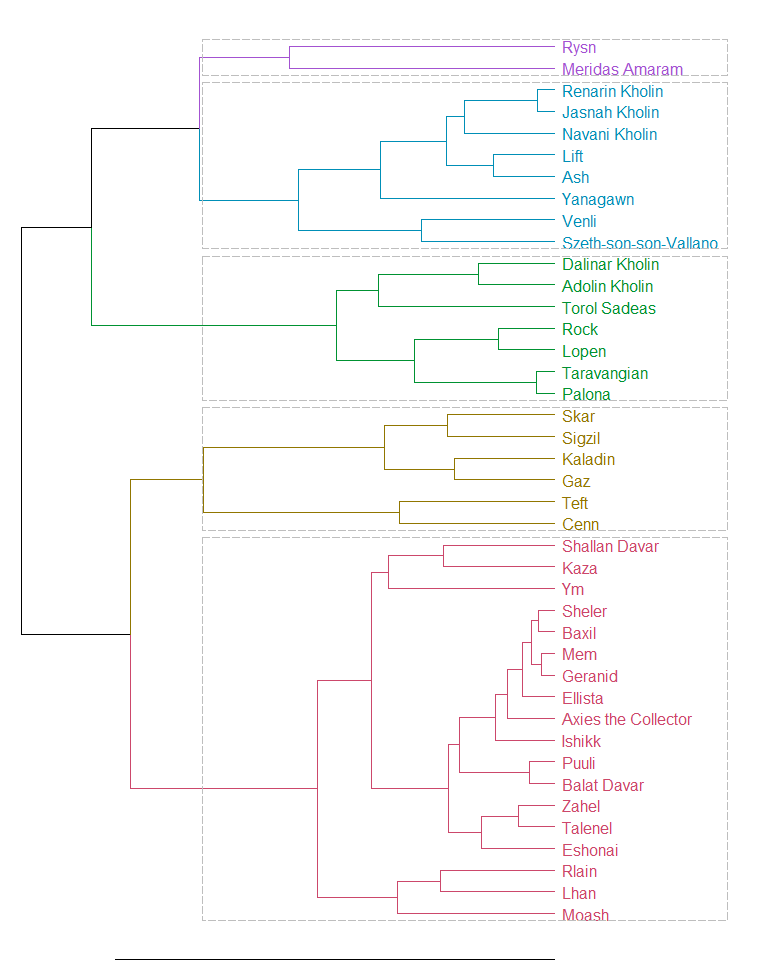 Rysn
Meridas Amaram
Renarin Kholin
Jasnah Kholin
Navani Kholin
Lift
Ash
Yanagawn
Venli
Szeth-son-son-Vallano
Dalinar Kholin
Adolin Kholin
Torol Sadeas
Rock
Lopen
Taravangian
Palona
Skar
Sigzil
Kaladin
Gaz
Teft
Cenn
Shallan Davar
Kaza
Ym
Sheler
Baxil
Mem
Geranid
Ellista
Axies the Collector
Ishikk
Puuli
Balat Davar
Zahel
Talenel
Eshonai
Rlain
Lhan
Moash